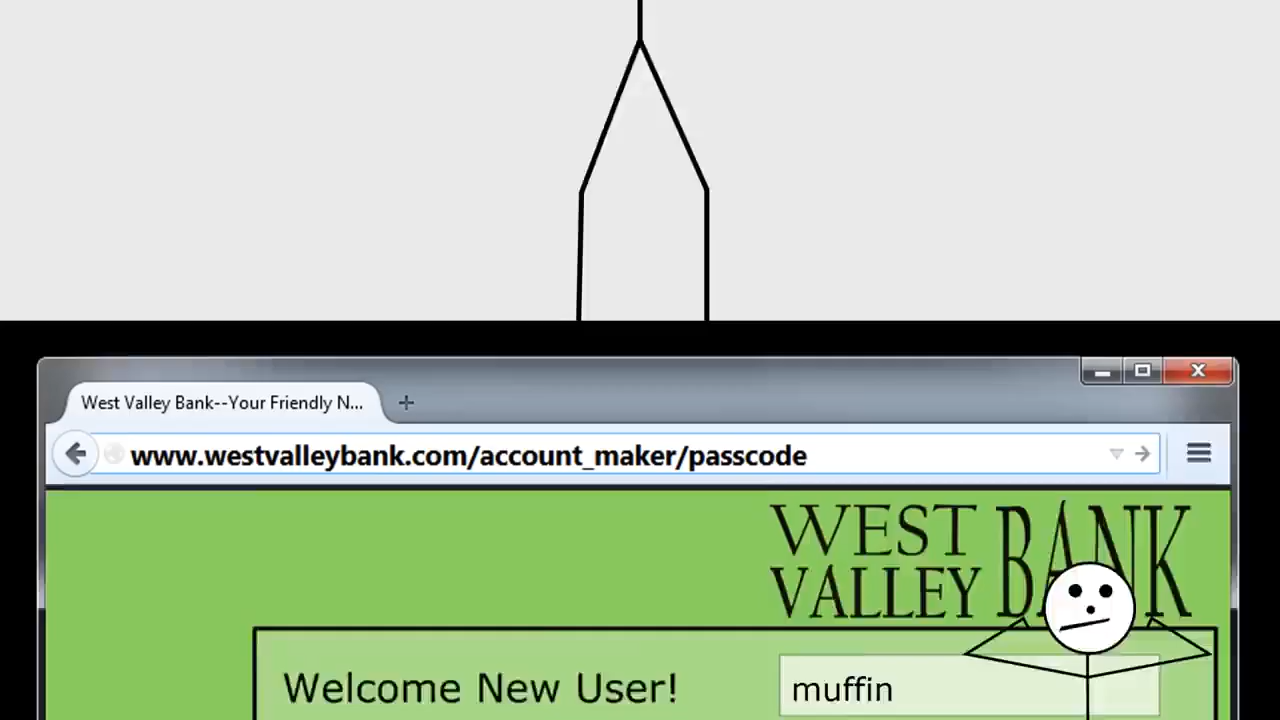 West Valley Bank--Your Friendly N...
www.westvalleybank.com/account_maker/passcode
WEST VALLEY BANK
Welcome New User!
muffin